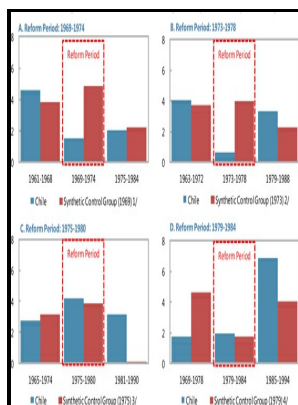 A. Reform Period: 1969-1974
8
Reform Period
6
4
2
0
1961-1968 1969-1974 1975-1984
Chile Synthetic Control Group (1969) 1/
B. Reform Period: 1973-1978
8
Reform Period
6
4
2
0
1963-1972 1973-1978 1979-1988
Chile Synthetic Control Group (1973) 2/
C. Reform Period: 1975-1980
8
Reform Period
6
4
2
0
1965-1974 1975-1980 1981-1990
Chile Synthetic Control Group (1975) 3/
D. Reform Period: 1979-1984
8
Reform Period
6
4
2
0
1969-1978 1979-1984 1985-1994
Chile Synthetic Control Group (1979) 4/